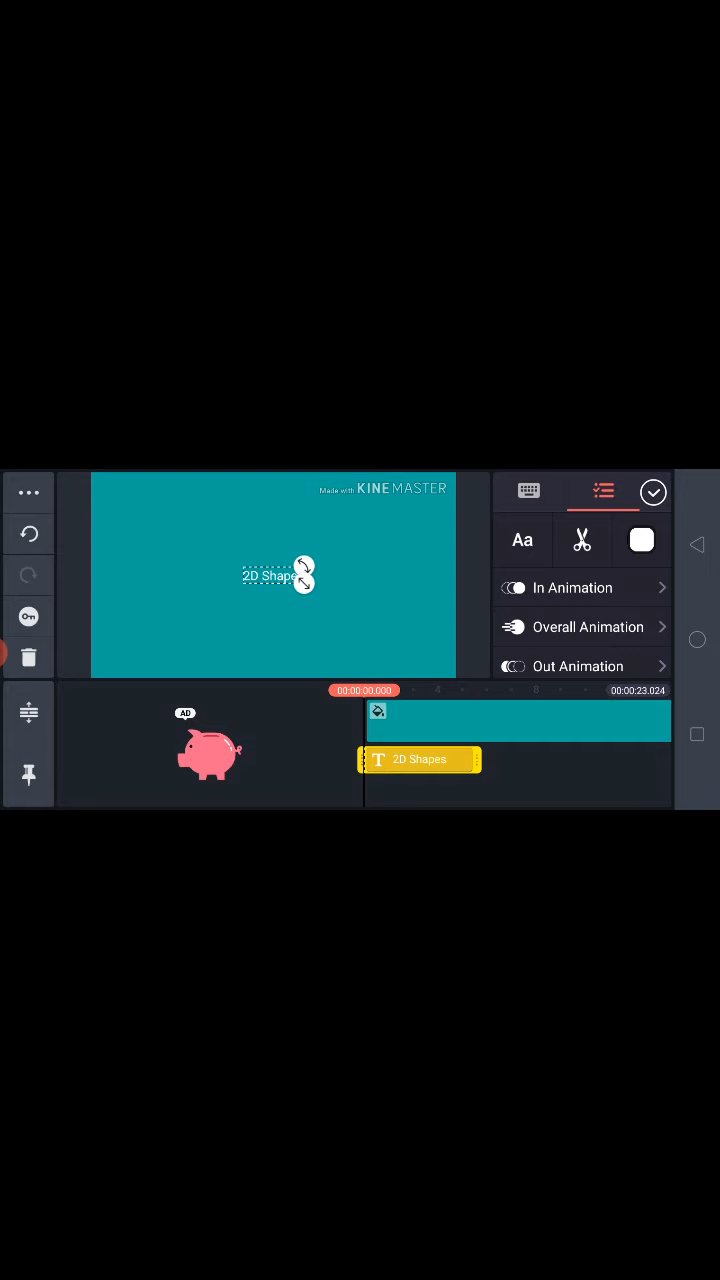 Made with KINEMASTER
2D Shape
Aa
In Animation
Overall Animation
Out Animation
00:00:00.000
4
8
00:00:23.024
AD
T 2D Shapes